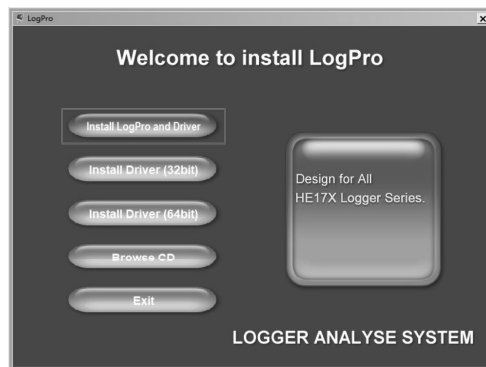 LogPro
Welcome to install LogPro
Install LogPro and Driver
Install Driver (32bit)
Install Driver (64bit)
Browse CD
Exit
Design for All
HE17X Logger Series.
LOGGER ANALYSE SYSTEM